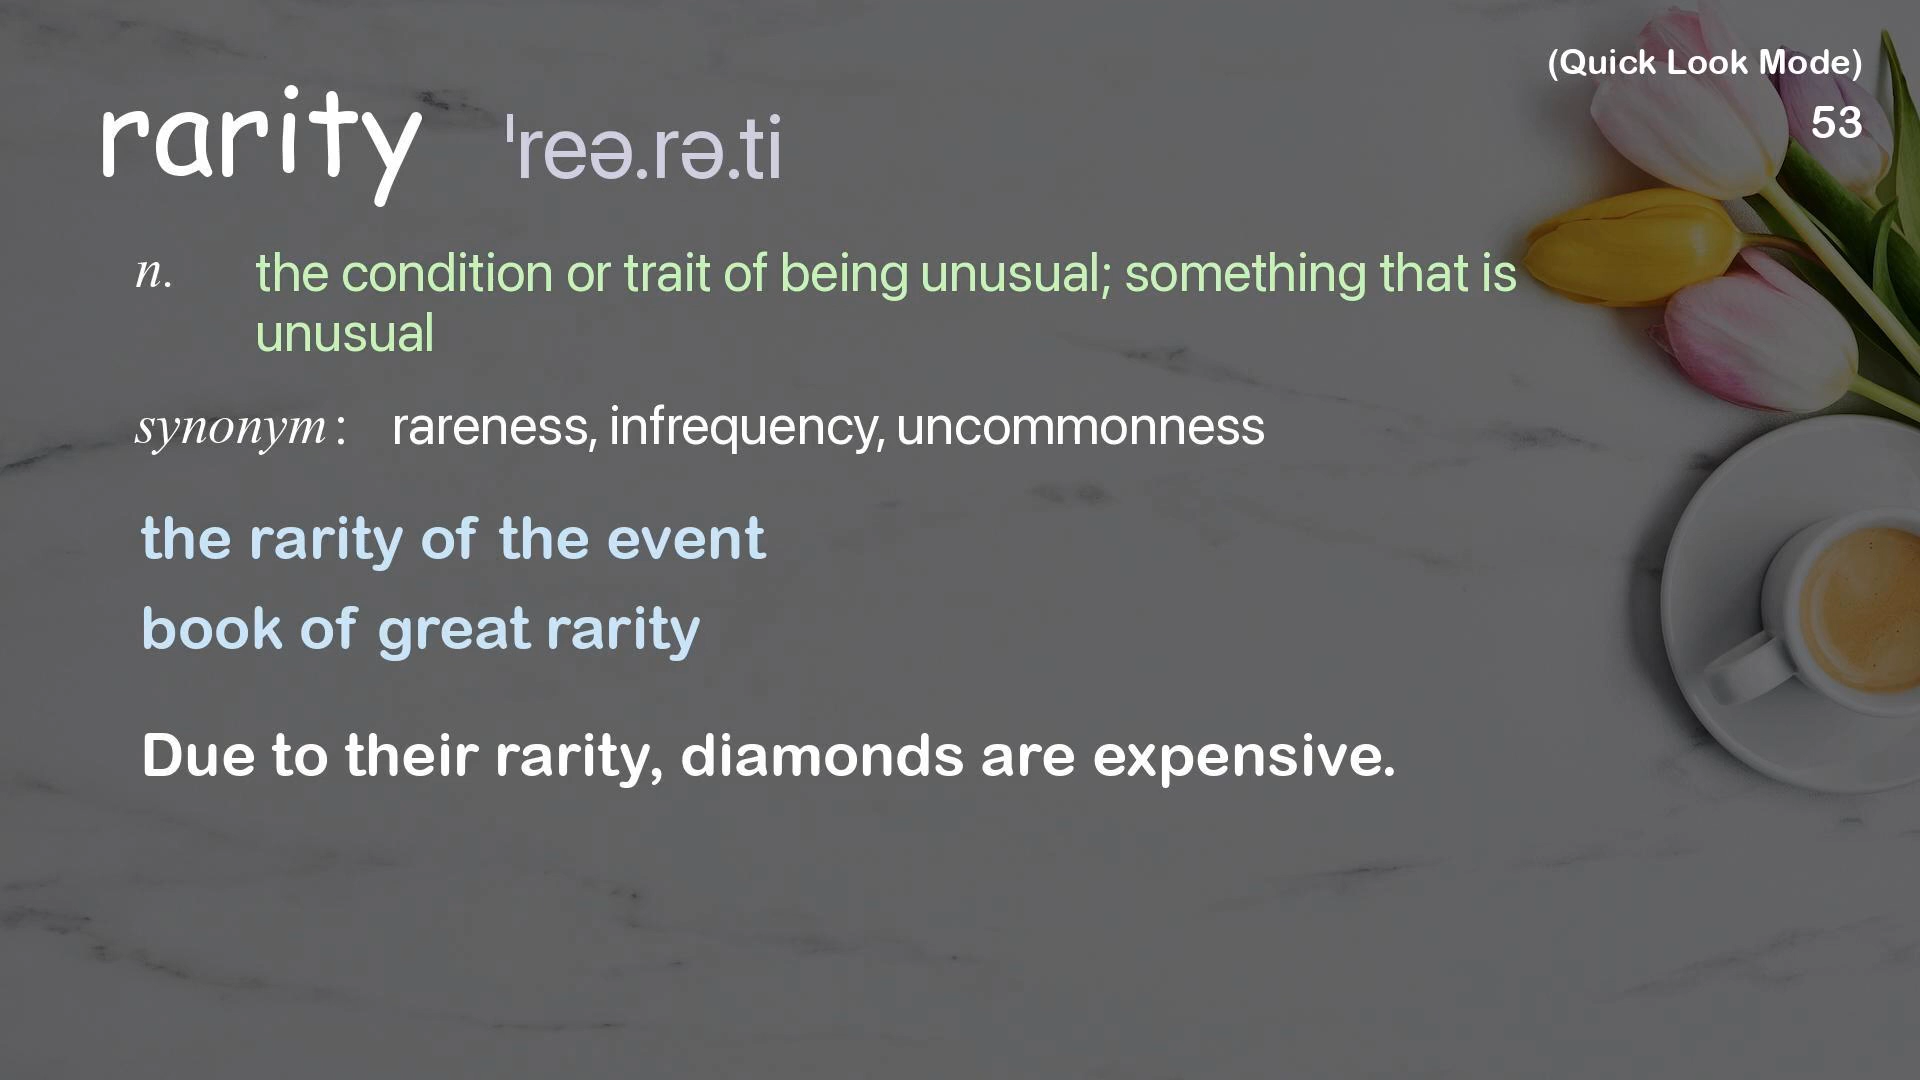 (Quick Look Mode)
53
rarity ˈreə.rə.ti
n. the condition or trait of being unusual; something that is
unusual
synonym : rareness, infrequency, uncommonness
the rarity of the event
book of great rarity
Due to their rarity, diamonds are expensive.